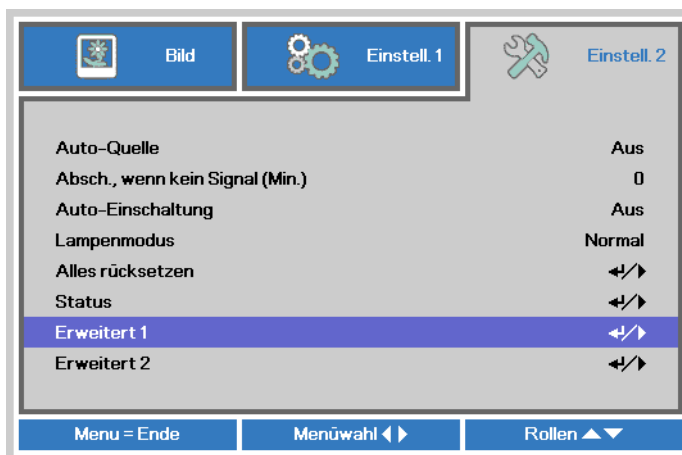 Bild Einstell. 1 Einstell. 2
Auto-Quelle Aus
Absch., wenn kein Signal (Min.) 0
Auto-Einschaltung Aus
Lampenmodus Normal
Alles rücksetzen ↵/▶
Status ↵/▶
Erweitert 1 ↵/▶
Erweitert 2 ↵/▶
Menu = Ende Menüwahl ◀▶ Rollen ▲▼